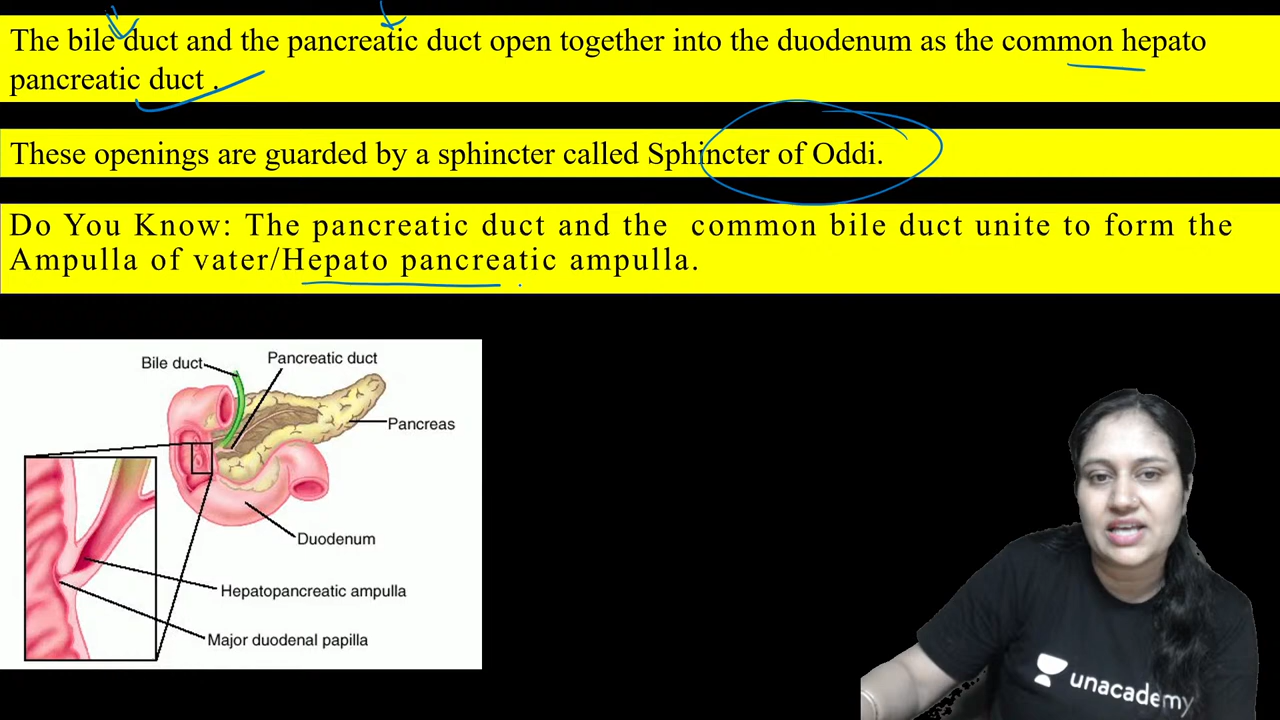 The bile duct and the pancreatic duct open together into the duodenum as the common hepato
pancreatic duct .
These openings are guarded by a sphincter called Sphincter of Oddi.
Do You Know: The pancreatic duct and the common bile duct unite to form the
Ampulla of vater/Hepato pancreatic ampulla.
Bile duct
Pancreatic duct
Pancreas
Duodenum
Hepatopancreatic ampulla
Major duodenal papilla
unacademy